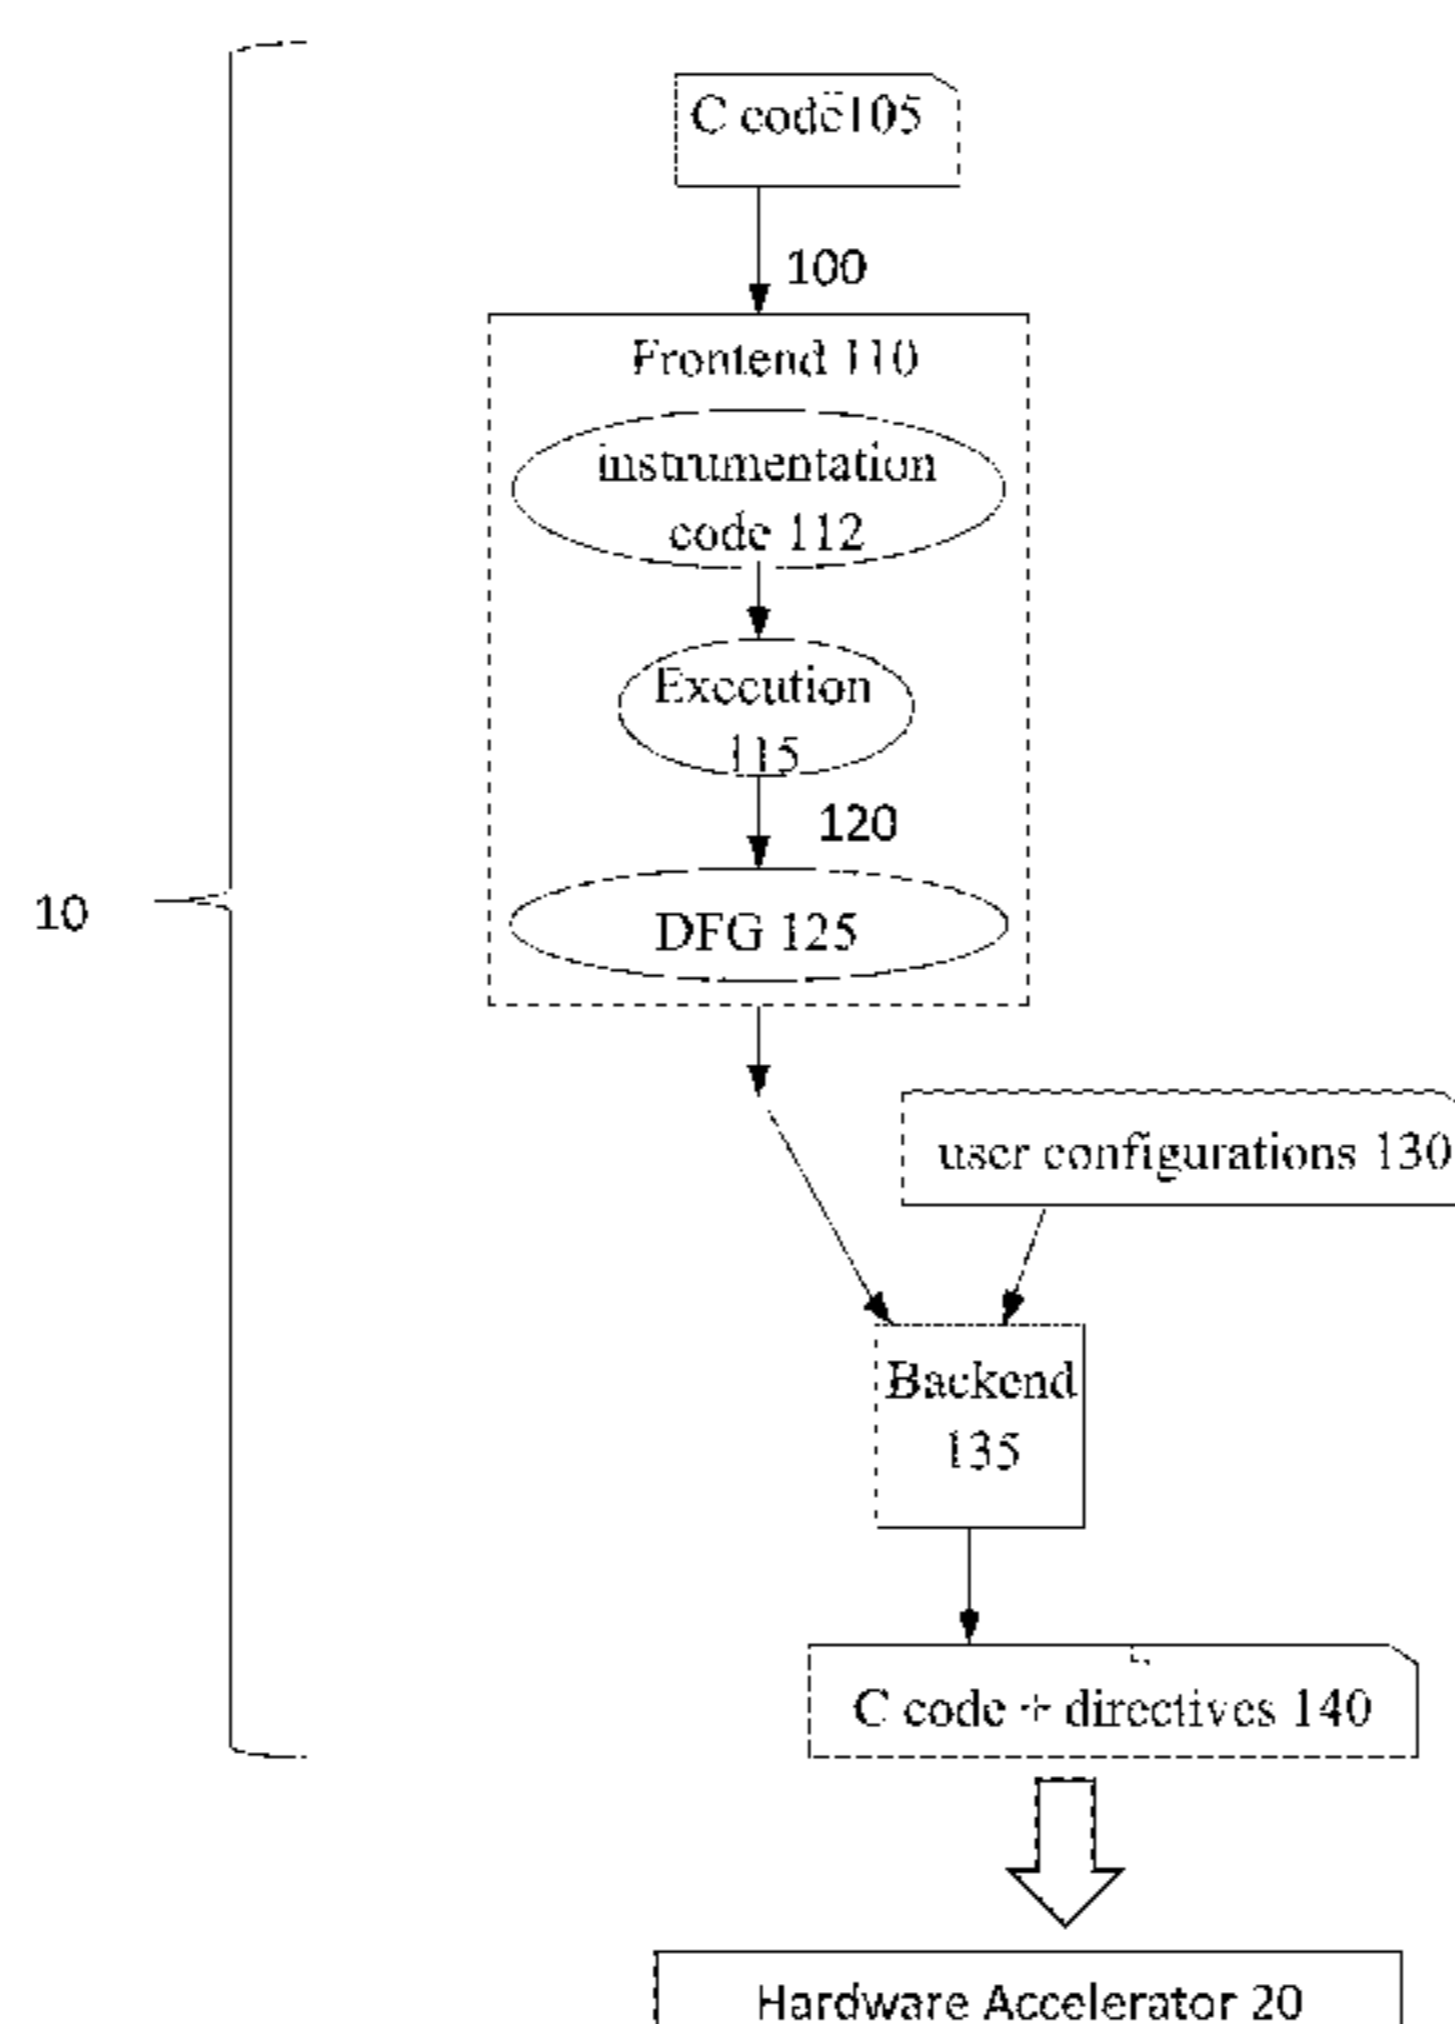 C code 105
100
Frontend 110
instrumentation
code 112
Execution
115
120
DFG 125
10
user configurations 130
Backend
135
C code + directives 140
Hardware Accelerator 20